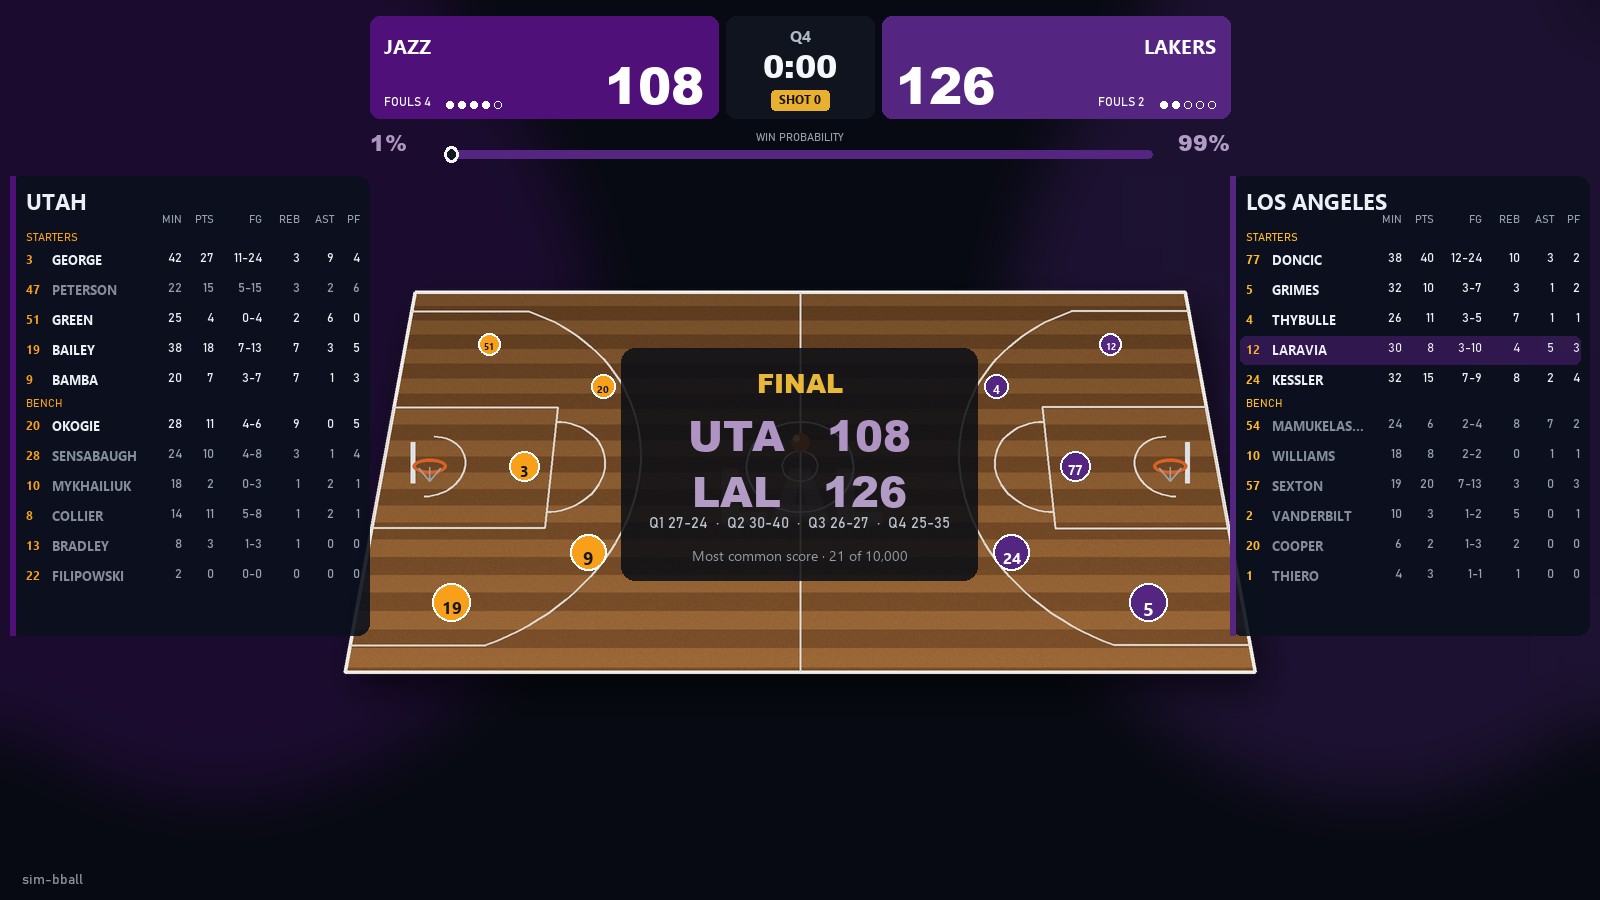 JAZZ
108
FOULS 4
Q4
0:00
SHOT 0
LAKERS
126
FOULS 2
1%
WIN PROBABILITY
99%
UTAH
MIN PTS FG REB AST PF
STARTERS
3 GEORGE 42 27 11-24 3 9 4
47 PETERSON 22 15 5-15 3 2 6
51 GREEN 25 4 0-4 2 6 0
19 BAILEY 38 18 7-13 7 3 5
9 BAMBA 20 7 3-7 7 1 3
BENCH
20 OKOGIE 28 11 4-6 9 0 5
28 SENSABAUGH 24 10 4-8 3 1 4
10 MYKHAILIUK 18 2 0-3 1 2 1
8 COLLIER 14 11 5-8 1 2 1
13 BRADLEY 8 3 1-3 1 0 0
22 FILIPOWSKI 2 0 0-0 0 0 0
51
20
3
9
19
FINAL
UTA 108
LAL 126
Q1 27-24 · Q2 30-40 · Q3 26-27 · Q4 25-35
Most common score · 21 of 10,000
12
4
77
24
5
LOS ANGELES
MIN PTS FG REB AST PF
STARTERS
77 DONCIC 38 40 12-24 10 3 2
5 GRIMES 32 10 3-7 3 1 2
4 THYBULLE 26 11 3-5 7 1 1
12 LARAVIA 30 8 3-10 4 5 3
24 KESSLER 32 15 7-9 8 2 4
BENCH
54 MAMUKELAS... 24 6 2-4 8 7 2
10 WILLIAMS 18 8 2-2 0 1 1
57 SEXTON 19 20 7-13 3 0 3
2 VANDERBILT 10 3 1-2 5 0 1
20 COOPER 6 2 1-3 2 0 0
1 THIERO 4 3 1-1 1 0 0
sim-bball